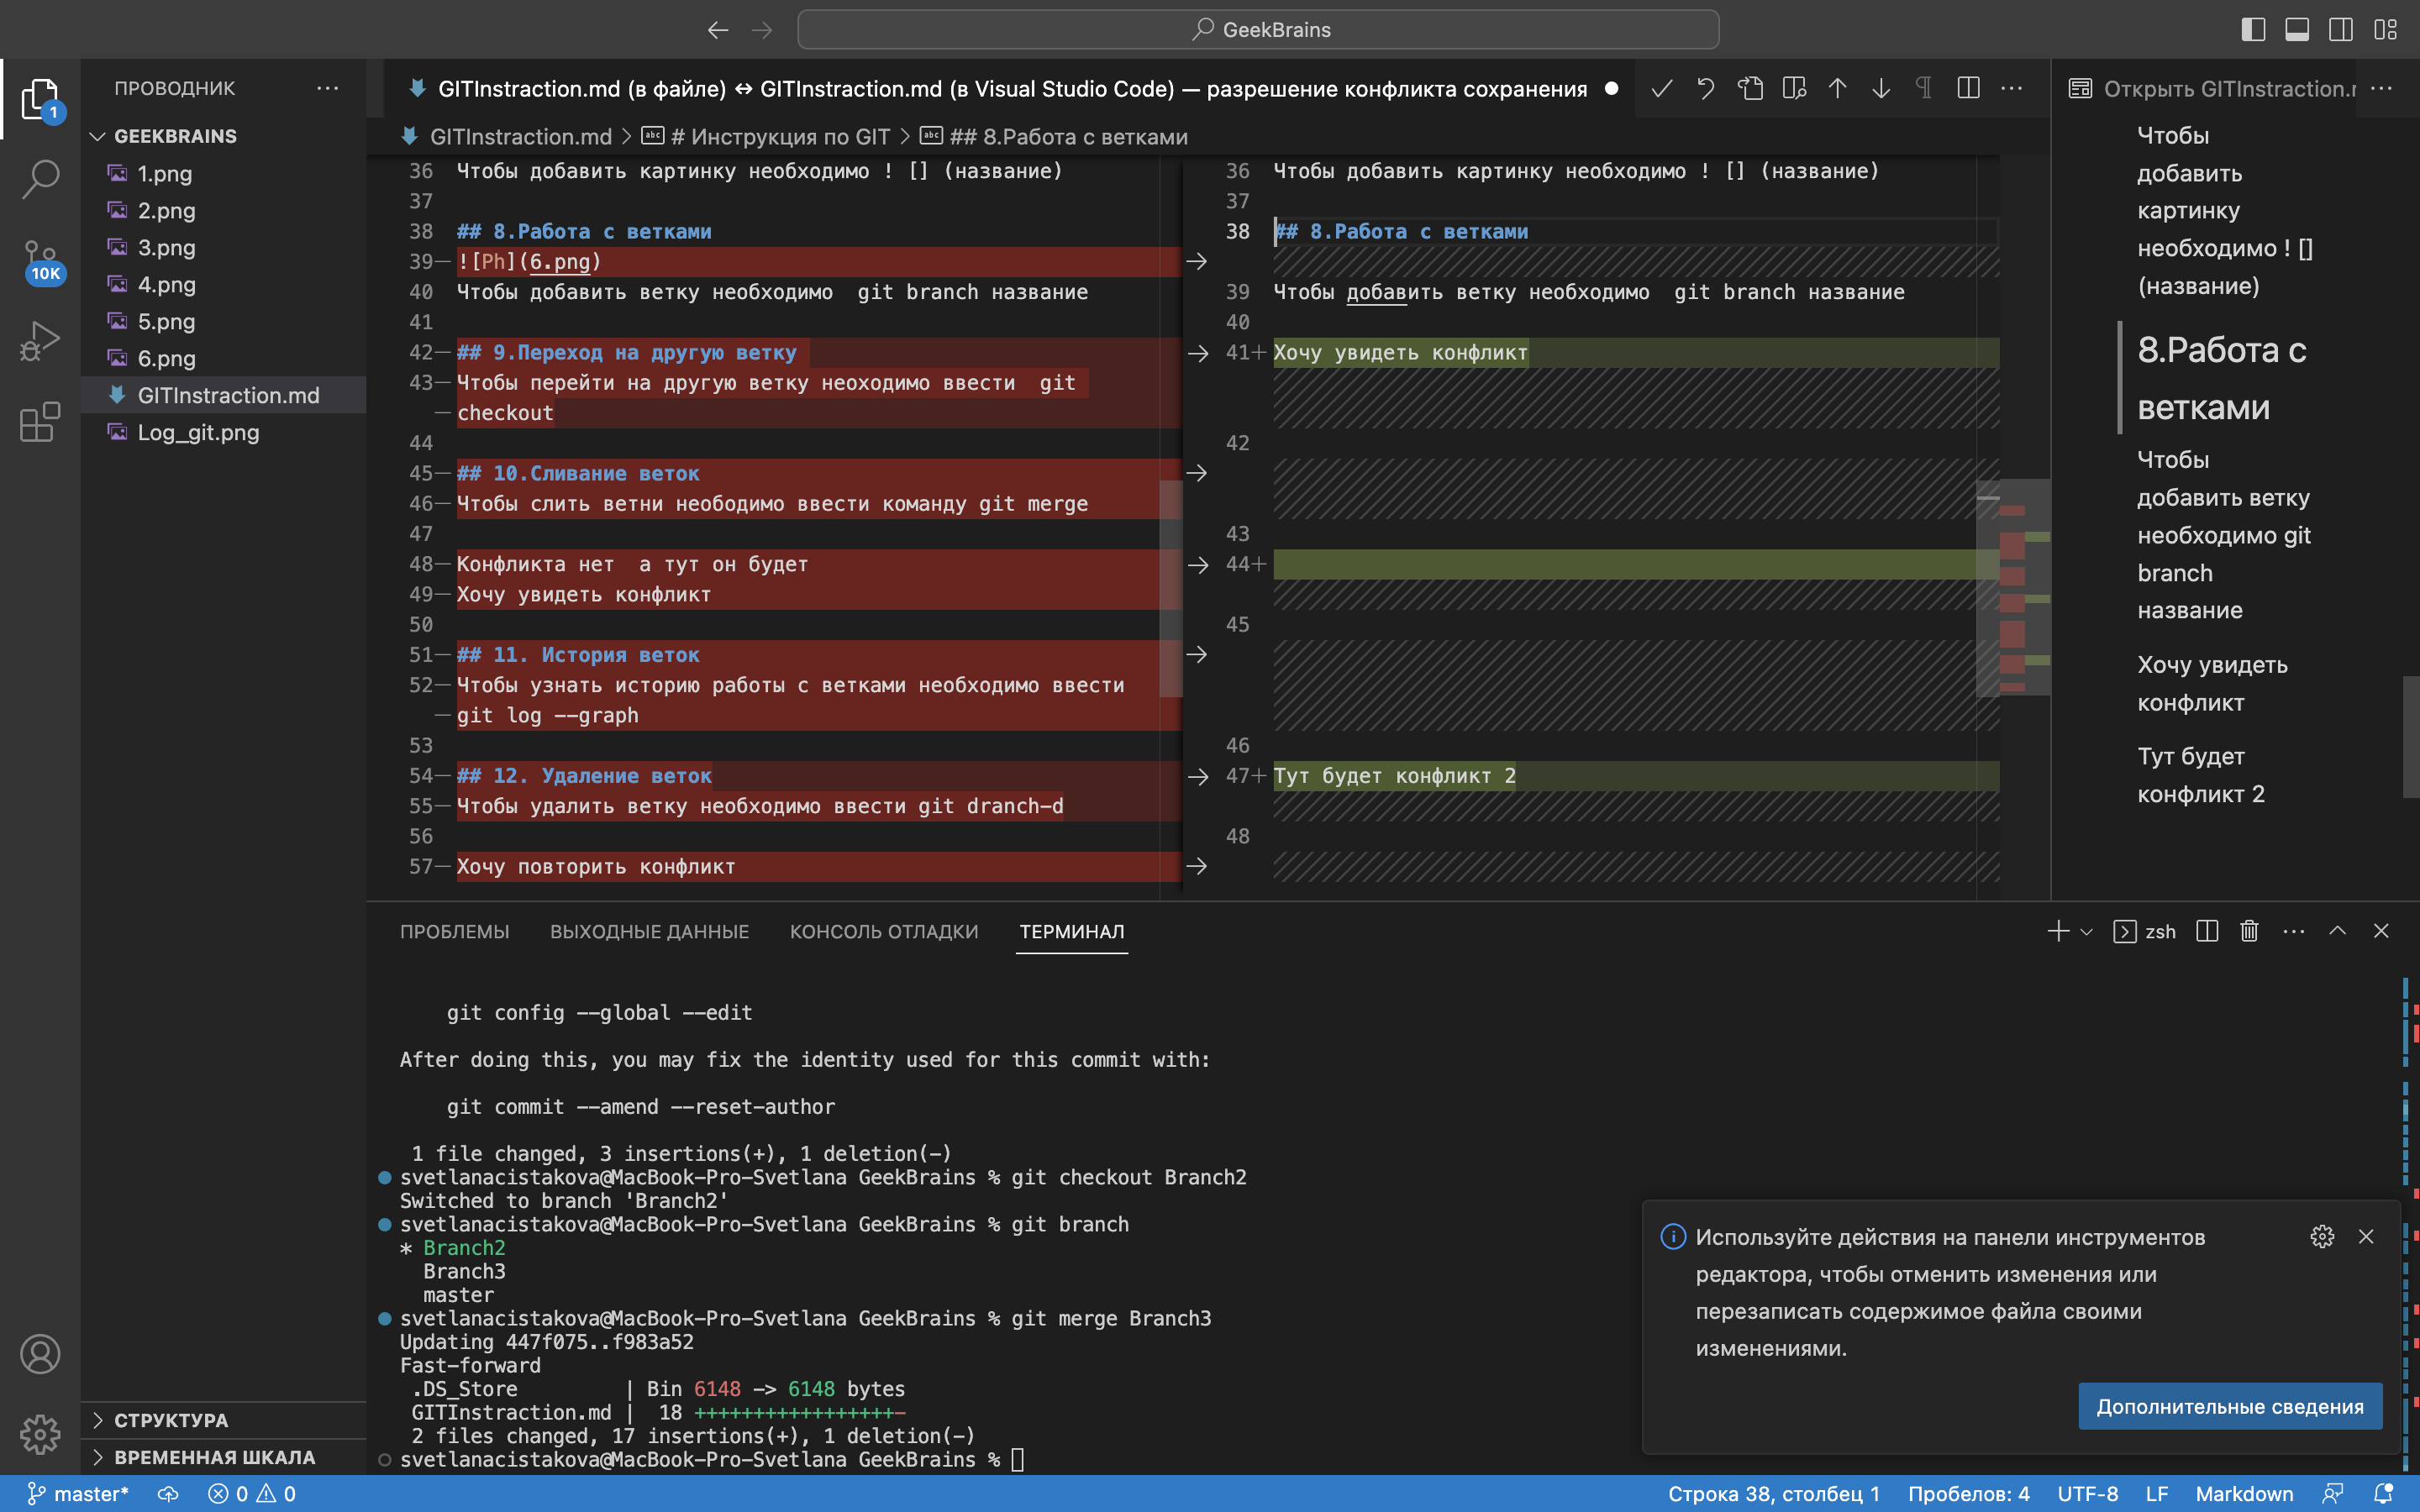 GeekBrains
ПРОВОДНИК
GITInstraction.md (в файле) ↔ GITInstraction.md (в Visual Studio Code) — разрешение конфликта сохранения
Открыть GITInstraction.
1
GITInstraction.md > # Инструкция по GIT > ## 8.Работа с ветками
10K
GEEKBRAINS
1.png
2.png
3.png
4.png
5.png
6.png
GITInstraction.md
Log_git.png
СТРУКТУРА
ВРЕМЕННАЯ ШКАЛА
36 Чтобы добавить картинку необходимо ! [] (название)
37
38 ## 8.Работа с ветками
39— ![Ph](6.png)
40 Чтобы добавить ветку необходимо  git branch название
41
42— ## 9.Переход на другую ветку
43— Чтобы перейти на другую ветку неоходимо ввести  git
— checkout
44
45— ## 10.Сливание веток
46— Чтобы слить ветни неободимо ввести команду git merge
47
48— Конфликта нет  а тут он будет
49— Хочу увидеть конфликт
50
51— ## 11. История веток
52— Чтобы узнать историю работы с ветками необходимо ввести
— git log --graph
53
54— ## 12. Удаление веток
55— Чтобы удалить ветку необходимо ввести git dranch-d
56
57— Хочу повторить конфликт
36 Чтобы добавить картинку необходимо ! [] (название)
37
38 ## 8.Работа с ветками
39 Чтобы добавить ветку необходимо  git branch название
40
41+ Хочу увидеть конфликт
42
43
44+
45
46
47+ Тут будет конфликт 2
48
Чтобы
добавить
картинку
необходимо ! []
(название)
8.Работа с
ветками
Чтобы
добавить ветку
необходимо git
branch
название
Хочу увидеть
конфликт
Тут будет
конфликт 2
ПРОБЛЕМЫ ВЫХОДНЫЕ ДАННЫЕ КОНСОЛЬ ОТЛАДКИ ТЕРМИНАЛ
zsh
git config --global --edit
After doing this, you may fix the identity used for this commit with:
git commit --amend --reset-author
1 file changed, 3 insertions(+), 1 deletion(-)
svetlanacistakova@MacBook-Pro-Svetlana GeekBrains % git checkout Branch2
Switched to branch 'Branch2'
svetlanacistakova@MacBook-Pro-Svetlana GeekBrains % git branch
* Branch2
Branch3
master
svetlanacistakova@MacBook-Pro-Svetlana GeekBrains % git merge Branch3
Updating 447f075..f983a52
Fast-forward
.DS_Store | Bin 6148 -> 6148 bytes
GITInstraction.md | 18 +++++++++++++++++-
2 files changed, 17 insertions(+), 1 deletion(-)
svetlanacistakova@MacBook-Pro-Svetlana GeekBrains %
Используйте действия на панели инструментов
редактора, чтобы отменить изменения или
перезаписать содержимое файла своими
изменениями.
Дополнительные сведения
master* 0 0 Строка 38, столбец 1 Пробелов: 4 UTF-8 LF Markdown